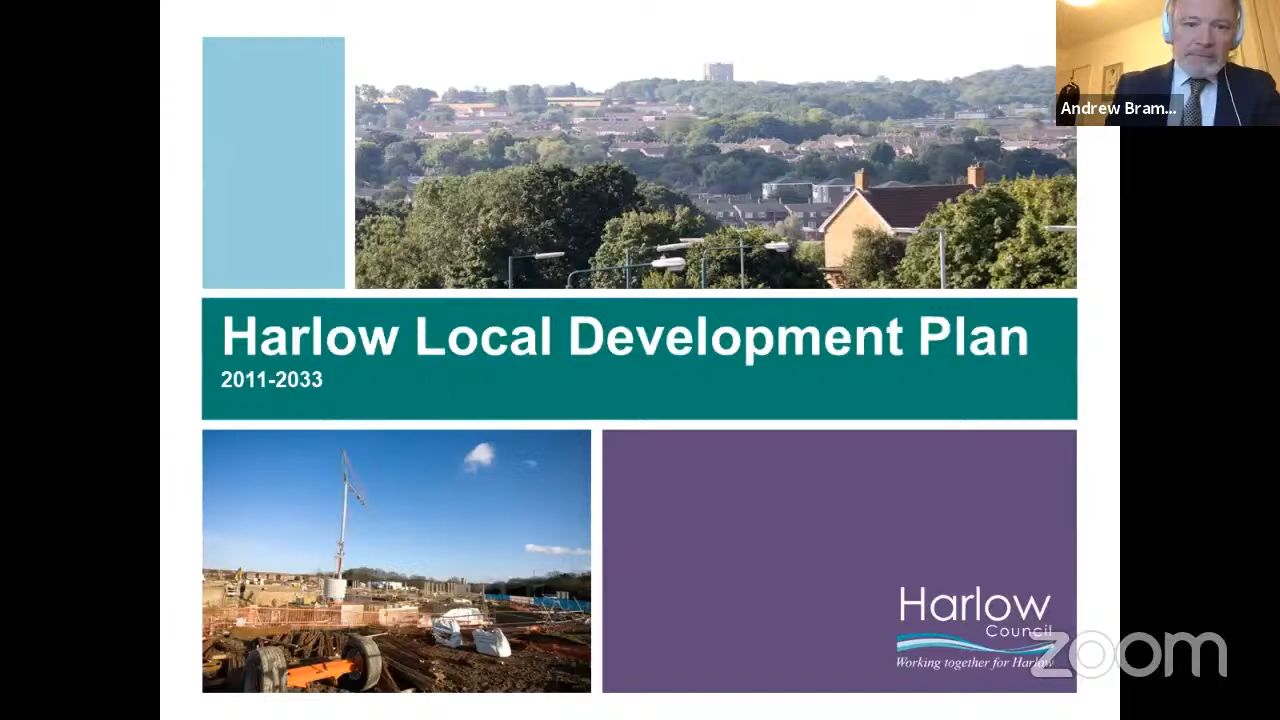 Andrew Bram...
Harlow Local Development Plan
2011-2033
Harlow
Council
Working together for Harlow
zoom